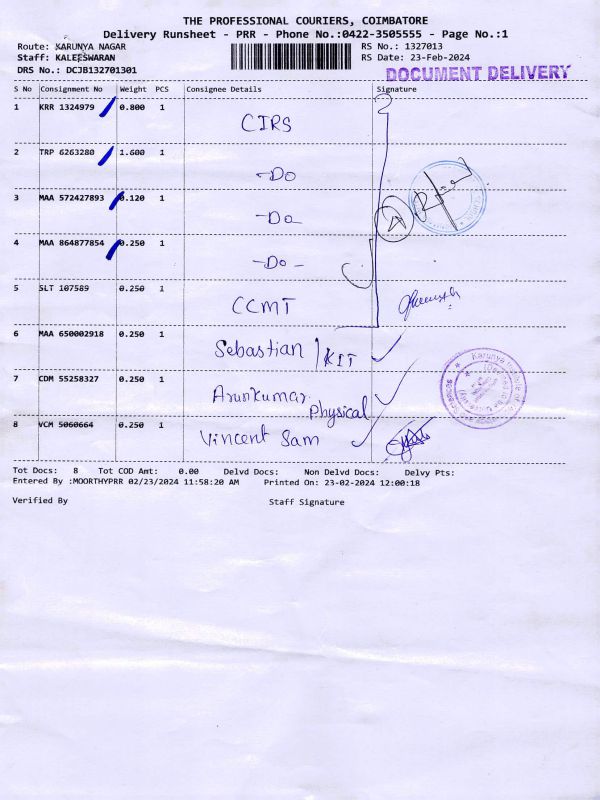 THE PROFESSIONAL COURIERS, COIMBATORE
Delivery Runsheet - PRR - Phone No.:0422-3505555 - Page No.:1
Route: KARUNYA NAGAR RS No.: 1327013
Staff: KALEESWARAN RS Date: 23-Feb-2024
DRS No.: DCJB132701301 DOCUMENT DELIVERY
S No Consignment No Weight PCS Consignee Details Signature
1 KRR 1324979 0.800 1 CIRS
2 TRP 6263280 1.600 1 -Do
3 MAA 572427893 0.120 1 -Do
4 MAA 864877854 0.250 1 -Do-
5 SLT 107589 0.250 1 CCMT
6 MAA 650002918 0.250 1 Sebastian / KIT
7 CDM 55258327 0.250 1 Arunkumar Physical
8 VCM 5060664 0.250 1 Vincent Sam
Karunya Institute of
Tot Docs: 8 Tot COD Amt: 0.00 Delvd Docs: Non Delvd Docs: Delvy Pts:
Entered By :MOORTHYPRR 02/23/2024 11:58:20 AM Printed On: 23-02-2024 12:00:18
Verified By Staff Signature